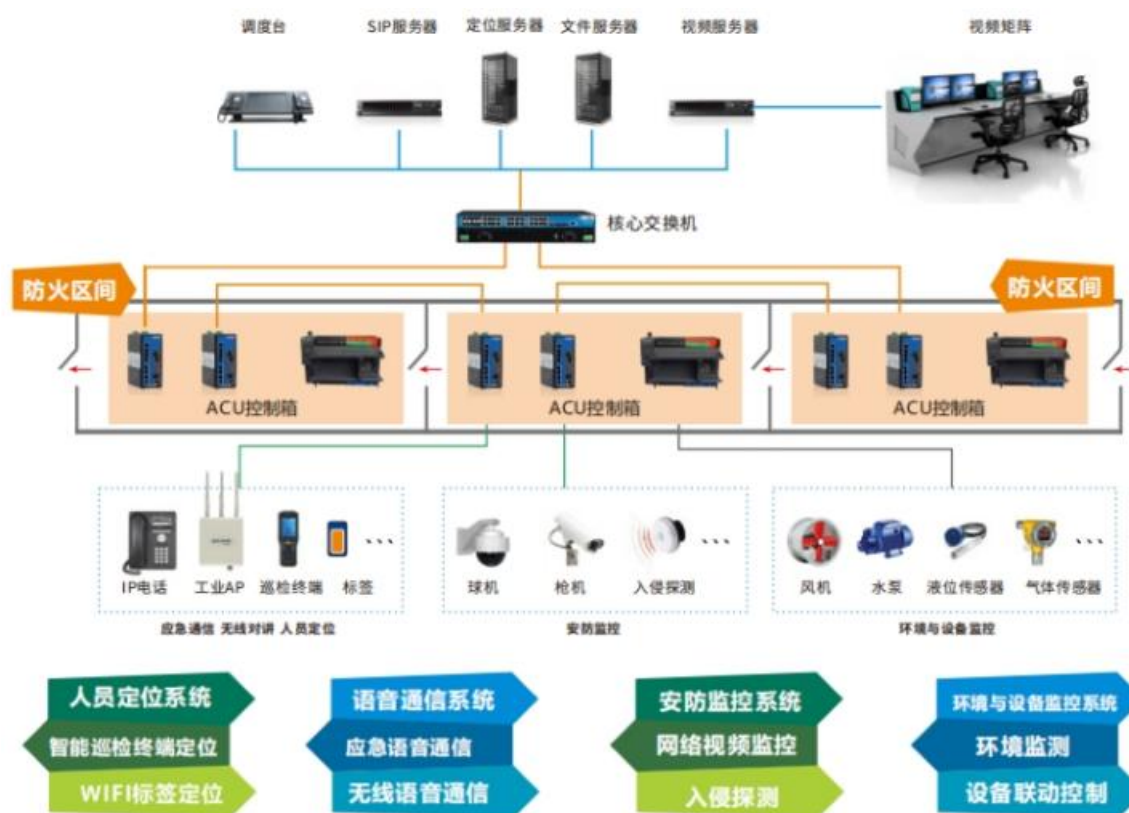 调度台
SIP服务器
定位服务器
文件服务器
视频服务器
视频矩阵
核心交换机
防火区间
防火区间
ACU控制箱
ACU控制箱
ACU控制箱
IP电话
工业AP
巡检终端
标签
球机
枪机
入侵探测
风机
水泵
液位传感器
气体传感器
应急通信 无线对讲 人员定位
安防监控
环境与设备监控
人员定位系统
语音通信系统
安防监控系统
环境与设备监控系统
智能巡检终端定位
应急语音通信
网络视频监控
环境监测
WIFI标签定位
无线语音通信
入侵探测
设备联动控制